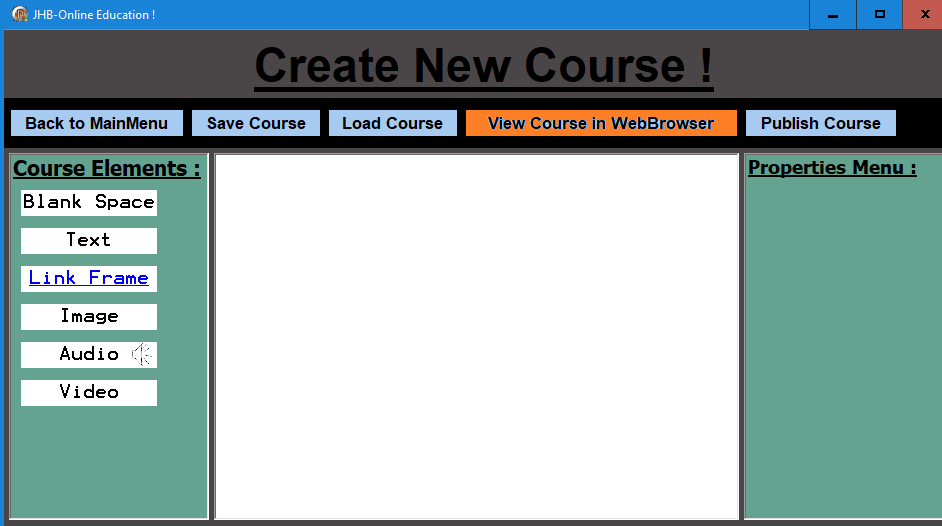 JHB-Online Education !
Create New Course !
Back to MainMenu Save Course Load Course View Course in WebBrowser Publish Course
Course Elements :
Blank Space
Text
Link Frame
Image
Audio
Video
Properties Menu :